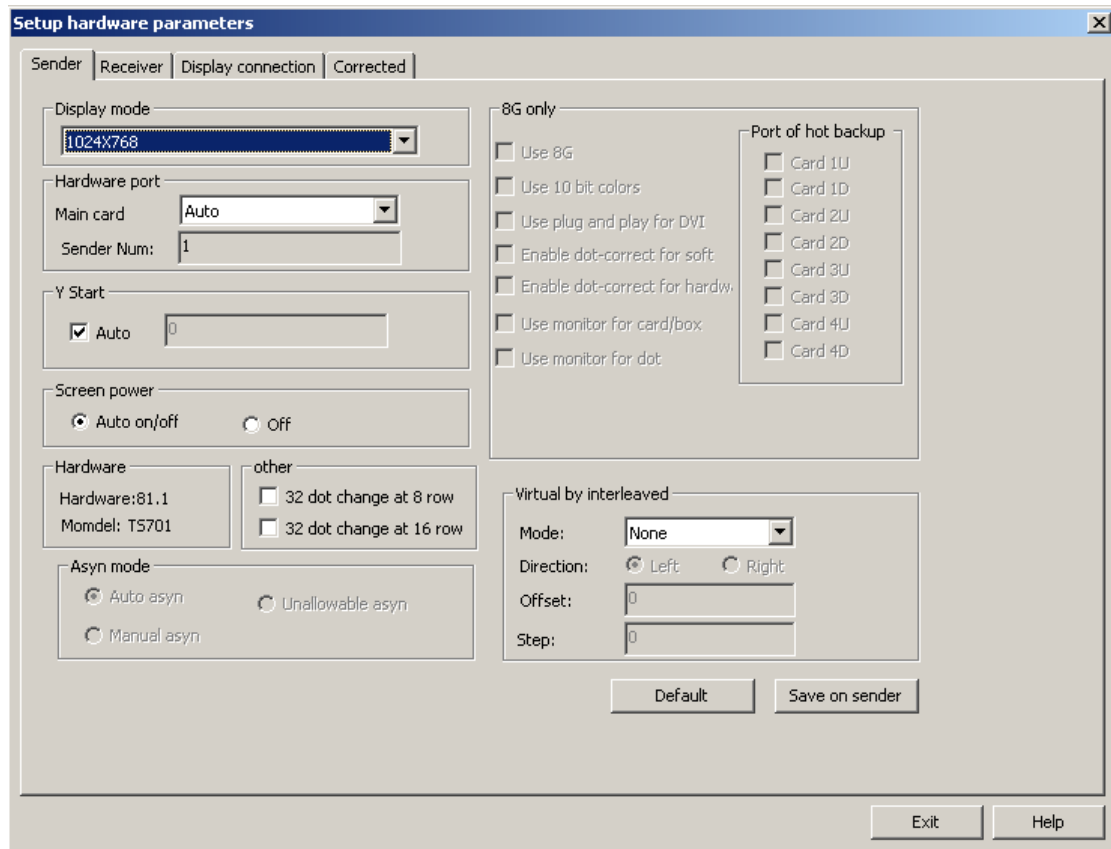 Setup hardware parameters
Sender
Receiver
Display connection
Corrected
Display mode
1024X768
Hardware port
Main card
Auto
Sender Num:
1
Y Start
Auto
0
Screen power
Auto on/off
Off
Hardware
Hardware:81.1
Momdel: TS701
other
32 dot change at 8 row
32 dot change at 16 row
Asyn mode
Auto asyn
Unallowable asyn
Manual asyn
8G only
Use 8G
Use 10 bit colors
Use plug and play for DVI
Enable dot-correct for soft
Enable dot-correct for hardw
Use monitor for card/box
Use monitor for dot
Port of hot backup
Card 1U
Card 1D
Card 2U
Card 2D
Card 3U
Card 3D
Card 4U
Card 4D
Virtual by interleaved
Mode:
None
Direction:
Left
Right
Offset:
0
Step:
0
Default
Save on sender
Exit
Help